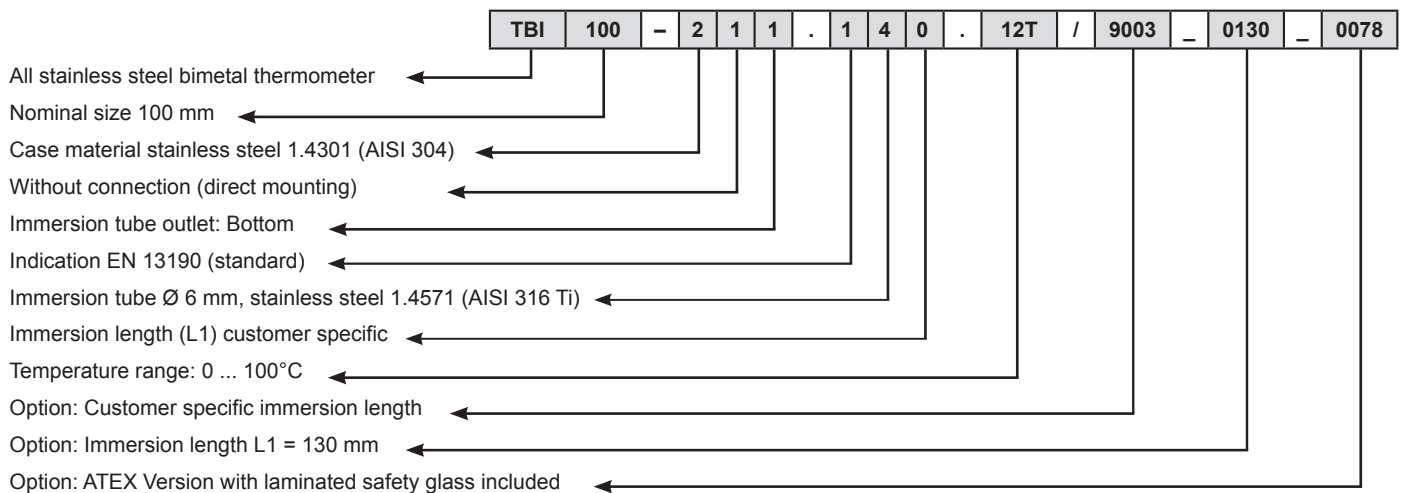 TBI 100 – 2 1 1 . 1 4 0 . 12T / 9003 _ 0130 _ 0078
All stainless steel bimetal thermometer
Nominal size 100 mm
Case material stainless steel 1.4301 (AISI 304)
Without connection (direct mounting)
Immersion tube outlet: Bottom
Indication EN 13190 (standard)
Immersion tube Ø 6 mm, stainless steel 1.4571 (AISI 316 Ti)
Immersion length (L1) customer specific
Temperature range: 0 ... 100°C
Option: Customer specific immersion length
Option: Immersion length L1 = 130 mm
Option: ATEX Version with laminated safety glass included